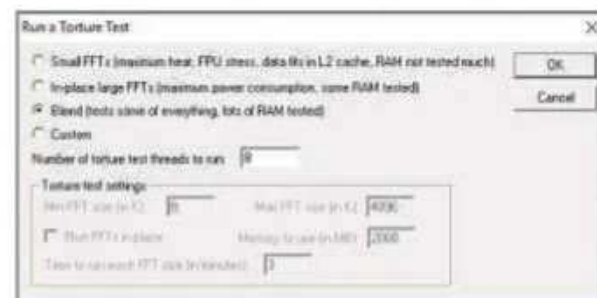 Run a Torture Test
Small FFTs (maximum heat, FPU stress, data fits in L2 cache, RAM not tested much)
OK
In-place large FFTs (maximum power consumption, some RAM tested)
Cancel
Blend (tests some of everything, lots of RAM tested)
Custom
Number of torture test threads to run: 8
Torture test settings
Min FFT size (in K): 8
Max FFT size (in K): 4096
Run FFTs in-place
Memory to use (in MB):
Time to run each FFT size (in minutes): 3